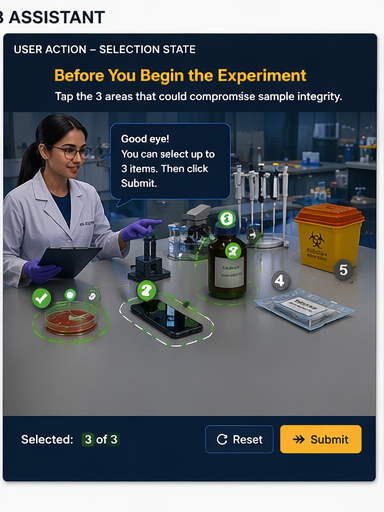 ASSISTANT
USER ACTION – SELECTION STATE
Before You Begin the Experiment
Tap the 3 areas that could compromise sample integrity.
Good eye!
You can select up to
3 items. Then click
Submit.
4
5
Selected: 3 of 3
Reset
Submit